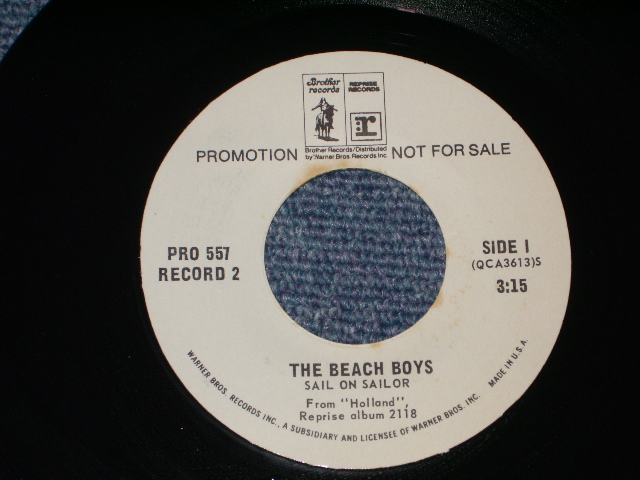 Brother
records
REPRISE
RECORDS
r
Brother Records/Distributed
by Warner Bros. Records Inc.
PROMOTION NOT FOR SALE
PRO 557
RECORD 2
SIDE I
(QCA3613)S
3:15
THE BEACH BOYS
SAIL ON SAILOR
From "Holland",
Reprise album 2118
WARNER BROS. RECORDS INC., A SUBSIDIARY AND LICENSEE OF WARNER BROS. INC. MADE IN U.S.A.